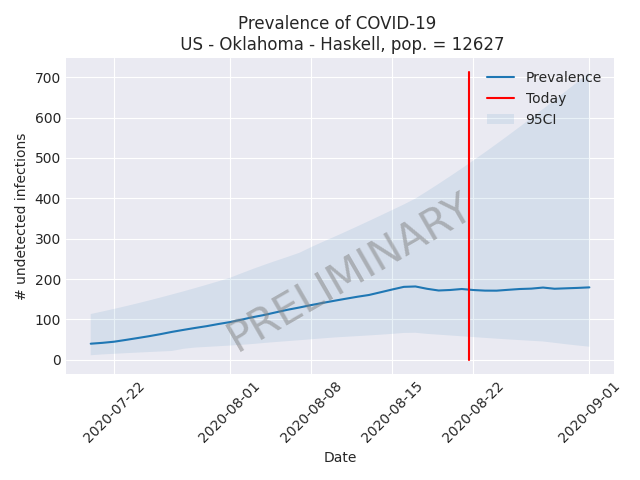 Prevalence of COVID-19
US - Oklahoma - Haskell, pop. = 12627
700
600
500
400
300
200
100
0
# undetected infections
Prevalence
Today
95CI
PRELIMINARY
2020-07-22
2020-08-01
2020-08-08
2020-08-15
2020-08-22
2020-09-01
Date